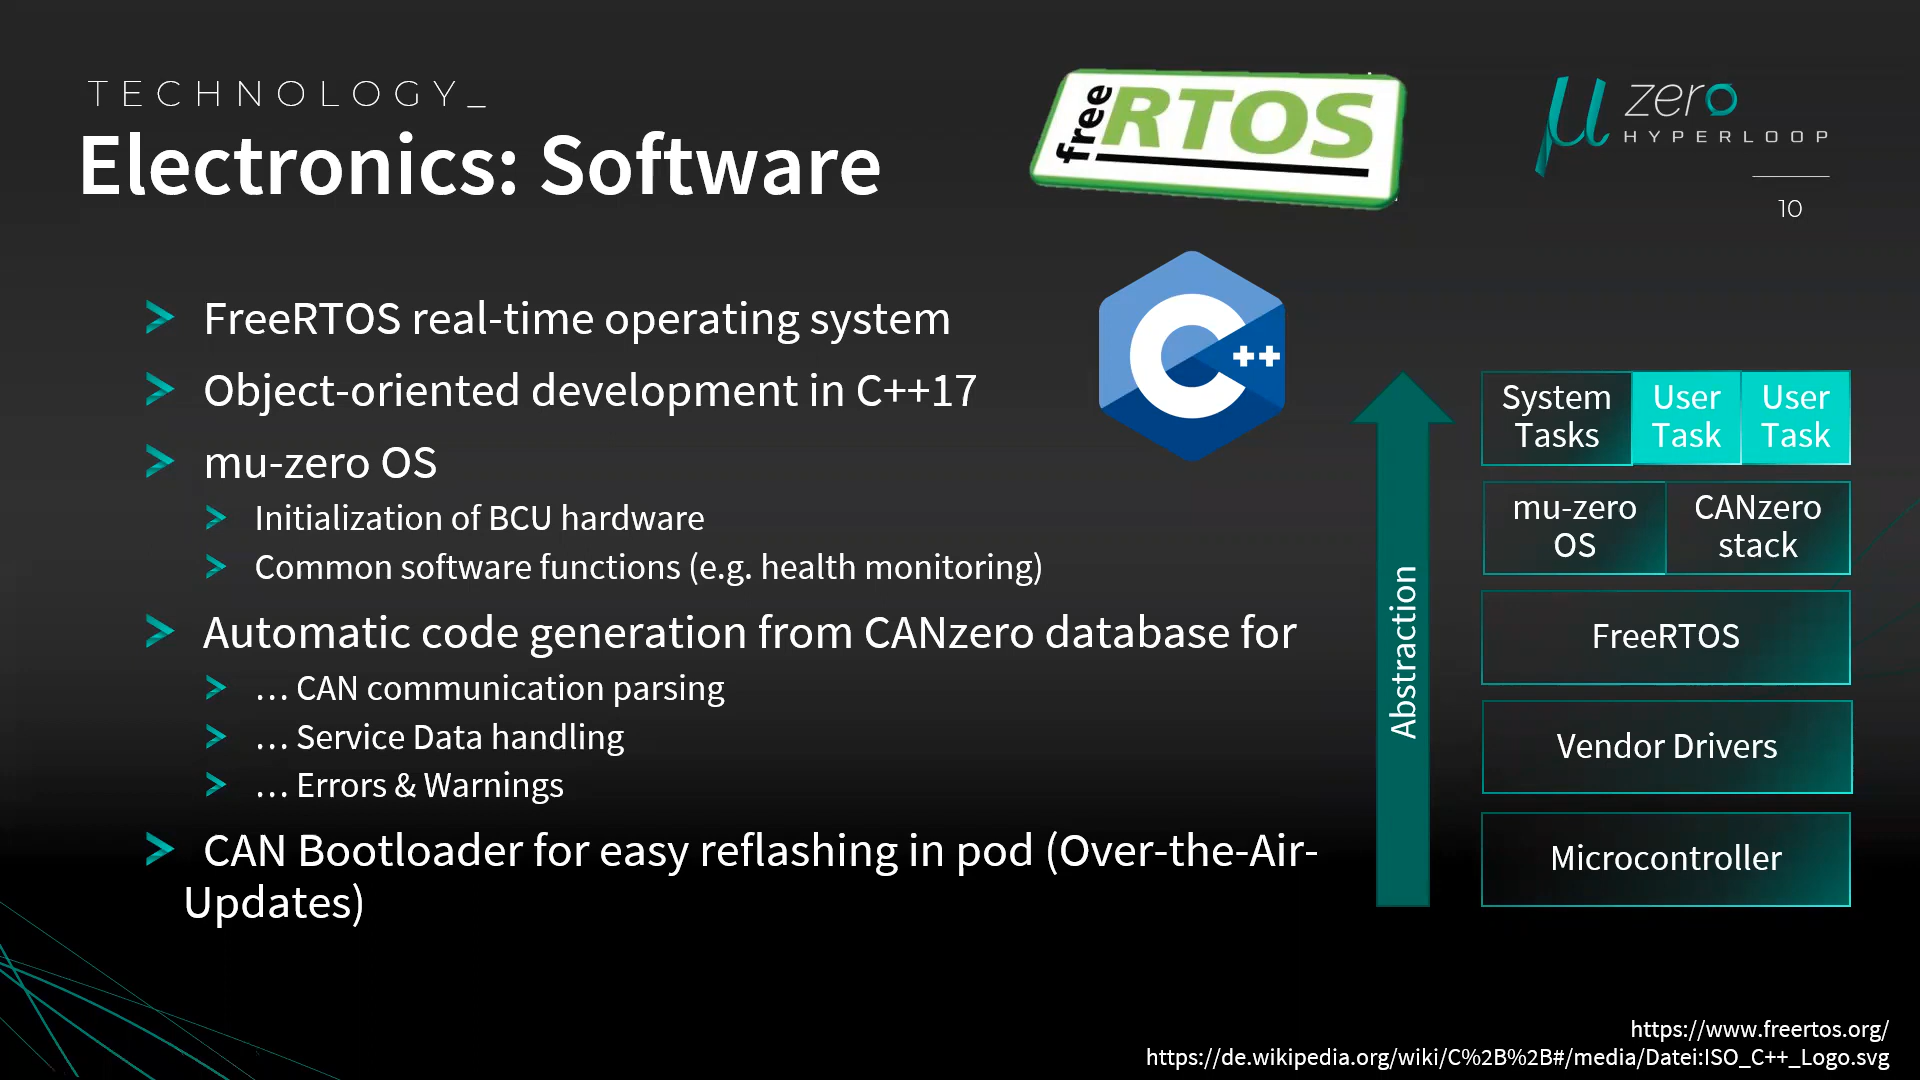 TECHNOLOGY_
Electronics: Software
free RTOS
μ zero
HYPERLOOP
10
FreeRTOS real-time operating system
Object-oriented development in C++17
mu-zero OS
Initialization of BCU hardware
Common software functions (e.g. health monitoring)
Automatic code generation from CANzero database for
… CAN communication parsing
… Service Data handling
… Errors & Warnings
CAN Bootloader for easy reflashing in pod (Over-the-Air-
Updates)
C++
Abstraction
System
Tasks
User
Task
User
Task
mu-zero
OS
CANzero
stack
FreeRTOS
Vendor Drivers
Microcontroller
https://www.freertos.org/
https://de.wikipedia.org/wiki/C%2B%2B#/media/Datei:ISO_C++_Logo.svg